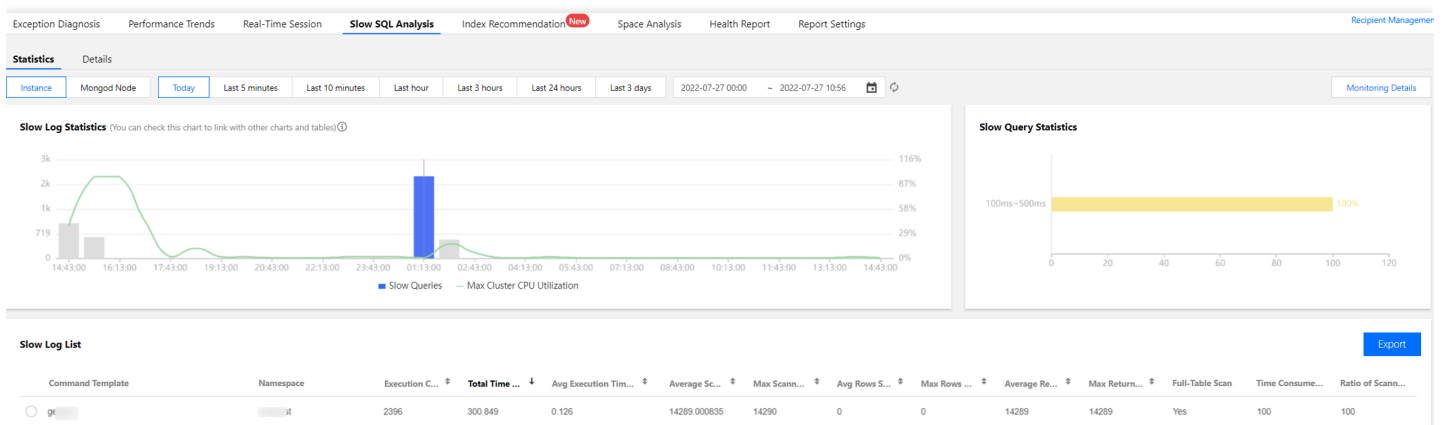 Exception Diagnosis Performance Trends Real-Time Session Slow SQL Analysis Index Recommendation New Space Analysis Health Report Report Settings Recipient Management
Statistics Details
Instance Mongod Node Today Last 5 minutes Last 10 minutes Last hour Last 3 hours Last 24 hours Last 3 days 2022-07-27 00:00 ~ 2022-07-27 10:56 Monitoring Details
Slow Log Statistics (You can check this chart to link with other charts and tables)
3k 116%
2k 87%
1k 58%
719 29%
0 0%
14:43:00 16:13:00 17:43:00 19:13:00 20:43:00 22:13:00 23:43:00 01:13:00 02:43:00 04:13:00 05:43:00 07:13:00 08:43:00 10:13:00 11:43:00 13:13:00 14:43:00
Slow Queries Max Cluster CPU Utilization
Slow Query Statistics
100ms~500ms 100%
0 20 40 60 80 100 120
Slow Log List Export
Command Template Namespace Execution C... Total Time ... Avg Execution Tim... Average Sc... Max Scann... Avg Rows S... Max Rows ... Average Re... Max Return... Full-Table Scan Time Consume... Ratio of Scann...
2396 300.849 0.126 14289.000835 14290 0 0 14289 14289 Yes 100 100